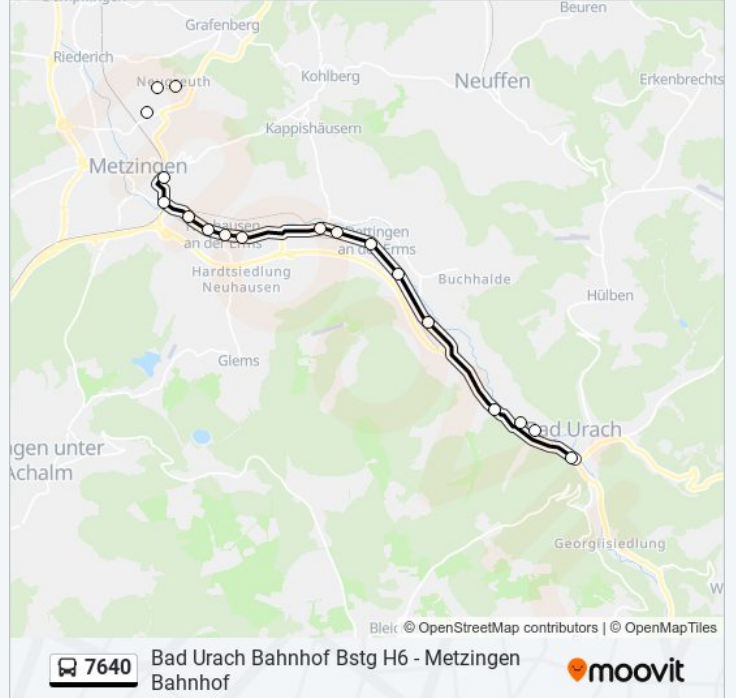 Beuren
Grafenberg
Riederich
Neugreuth
Kohlberg
Neuffen
Erkenbrechts
Kappishäusern
Metzingen
an der Erms
Dettingen
an der Erms
Hardtsiedlung
Neuhausen
Buchhalde
Hülben
Glems
Bad Urach
gen unter
Achalm
Georgiisiedlung
W
Bleic
© OpenStreetMap contributors | © OpenMapTiles
7640
Bad Urach Bahnhof Bstg H6 - Metzingen
Bahnhof
moovit